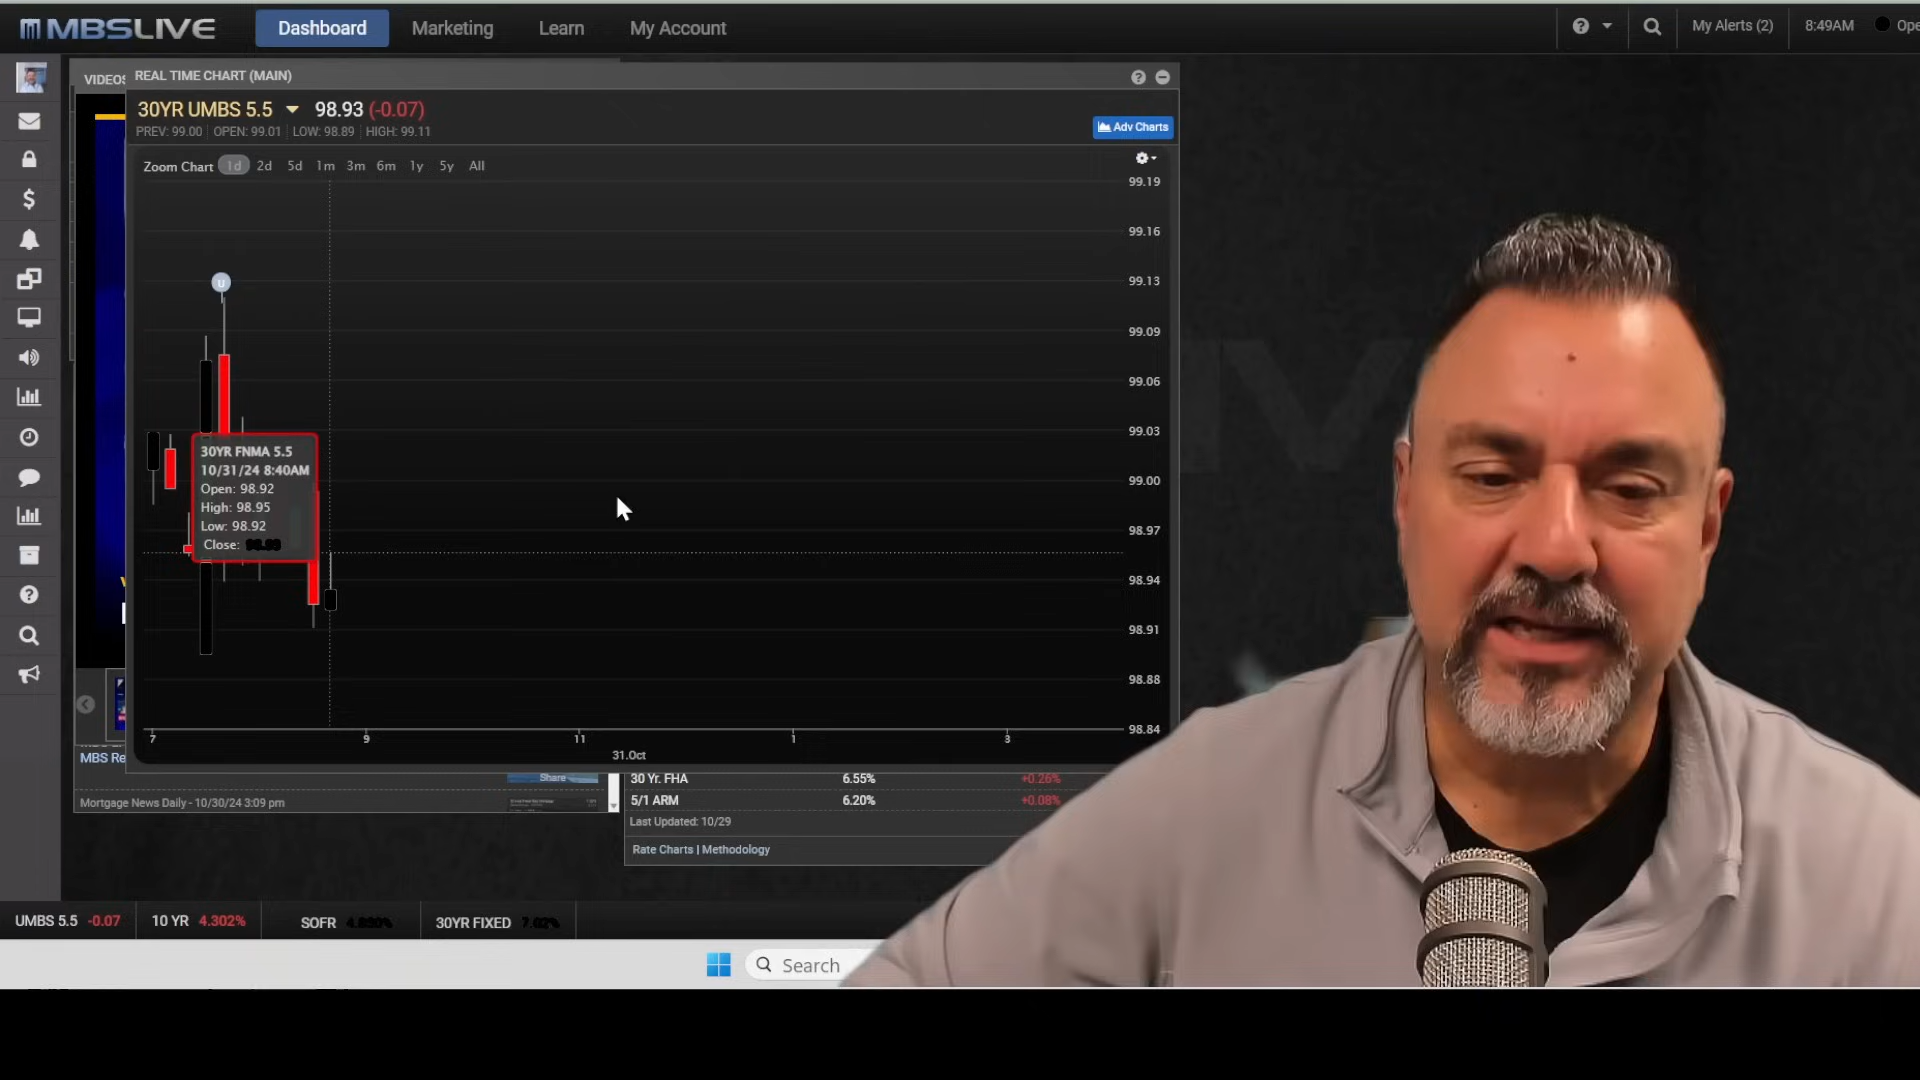 MBSLIVE
Dashboard
Marketing
Learn
My Account
My Alerts (2)
8:49AM
Ope
VIDEOS
REAL TIME CHART (MAIN)
30YR UMBS 5.5
98.93 (-0.07)
PREV: 99.00 | OPEN: 99.01 | LOW: 98.89 | HIGH: 99.11
Adv Charts
Zoom Chart 1d 2d 5d 1m 3m 6m 1y 5y All
99.19
99.16
99.13
99.09
99.06
99.03
99.00
98.97
98.94
98.91
98.88
98.84
U
30YR FNMA 5.5
10/31/24 8:40AM
Open: 98.92
High: 98.95
Low: 98.92
Close:
7 9 11 1 3
31.Oct
MBS Re
Share
Mortgage News Daily - 10/30/24 3:09 pm
30 Yr. FHA 6.55% +0.26%
5/1 ARM 6.20% +0.08%
Last Updated: 10/29
Rate Charts | Methodology
UMBS 5.5 -0.07
10 YR 4.302%
SOFR
30YR FIXED
Search